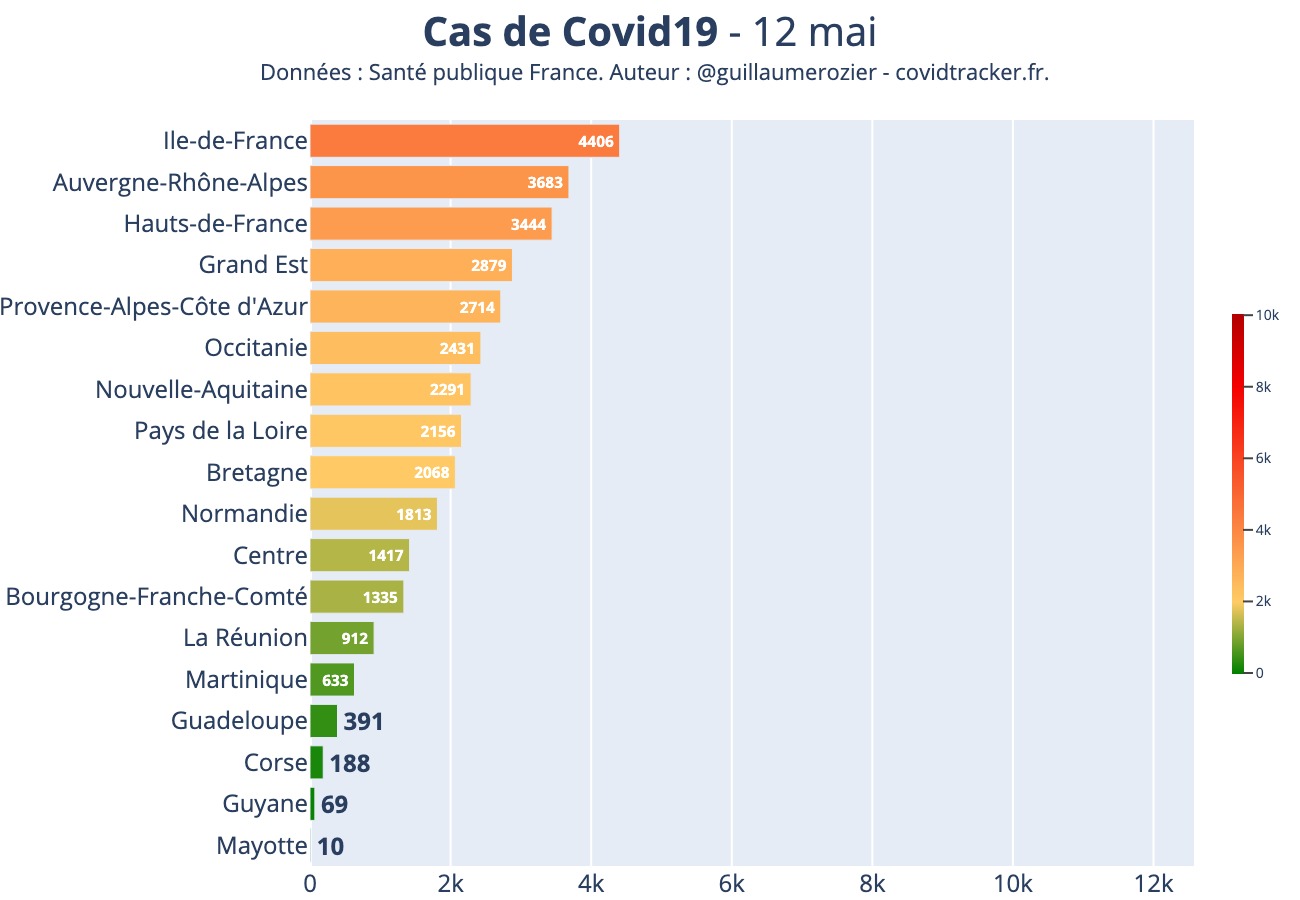 Cas de Covid19 - 12 mai
Données : Santé publique France. Auteur : @guillaumerozier - covidtracker.fr.
Ile-de-France 4406
Auvergne-Rhône-Alpes 3683
Hauts-de-France 3444
Grand Est 2879
Provence-Alpes-Côte d'Azur 2714
Occitanie 2431
Nouvelle-Aquitaine 2291
Pays de la Loire 2156
Bretagne 2068
Normandie 1813
Centre 1417
Bourgogne-Franche-Comté 1335
La Réunion 912
Martinique 633
Guadeloupe 391
Corse 188
Guyane 69
Mayotte 10
0 2k 4k 6k 8k 10k 12k
10k
8k
6k
4k
2k
0